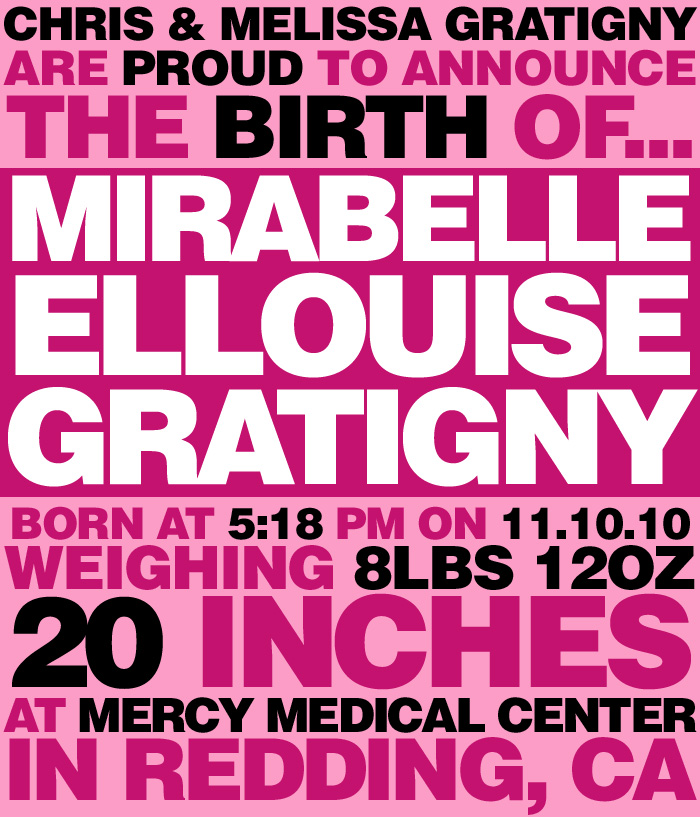 CHRIS & MELISSA GRATIGNY
ARE PROUD TO ANNOUNCE
THE BIRTH OF...
MIRABELLE
ELLOUISE
GRATIGNY
BORN AT 5:18 PM ON 11.10.10
WEIGHING 8LBS 12OZ
20 INCHES
AT MERCY MEDICAL CENTER
IN REDDING, CA